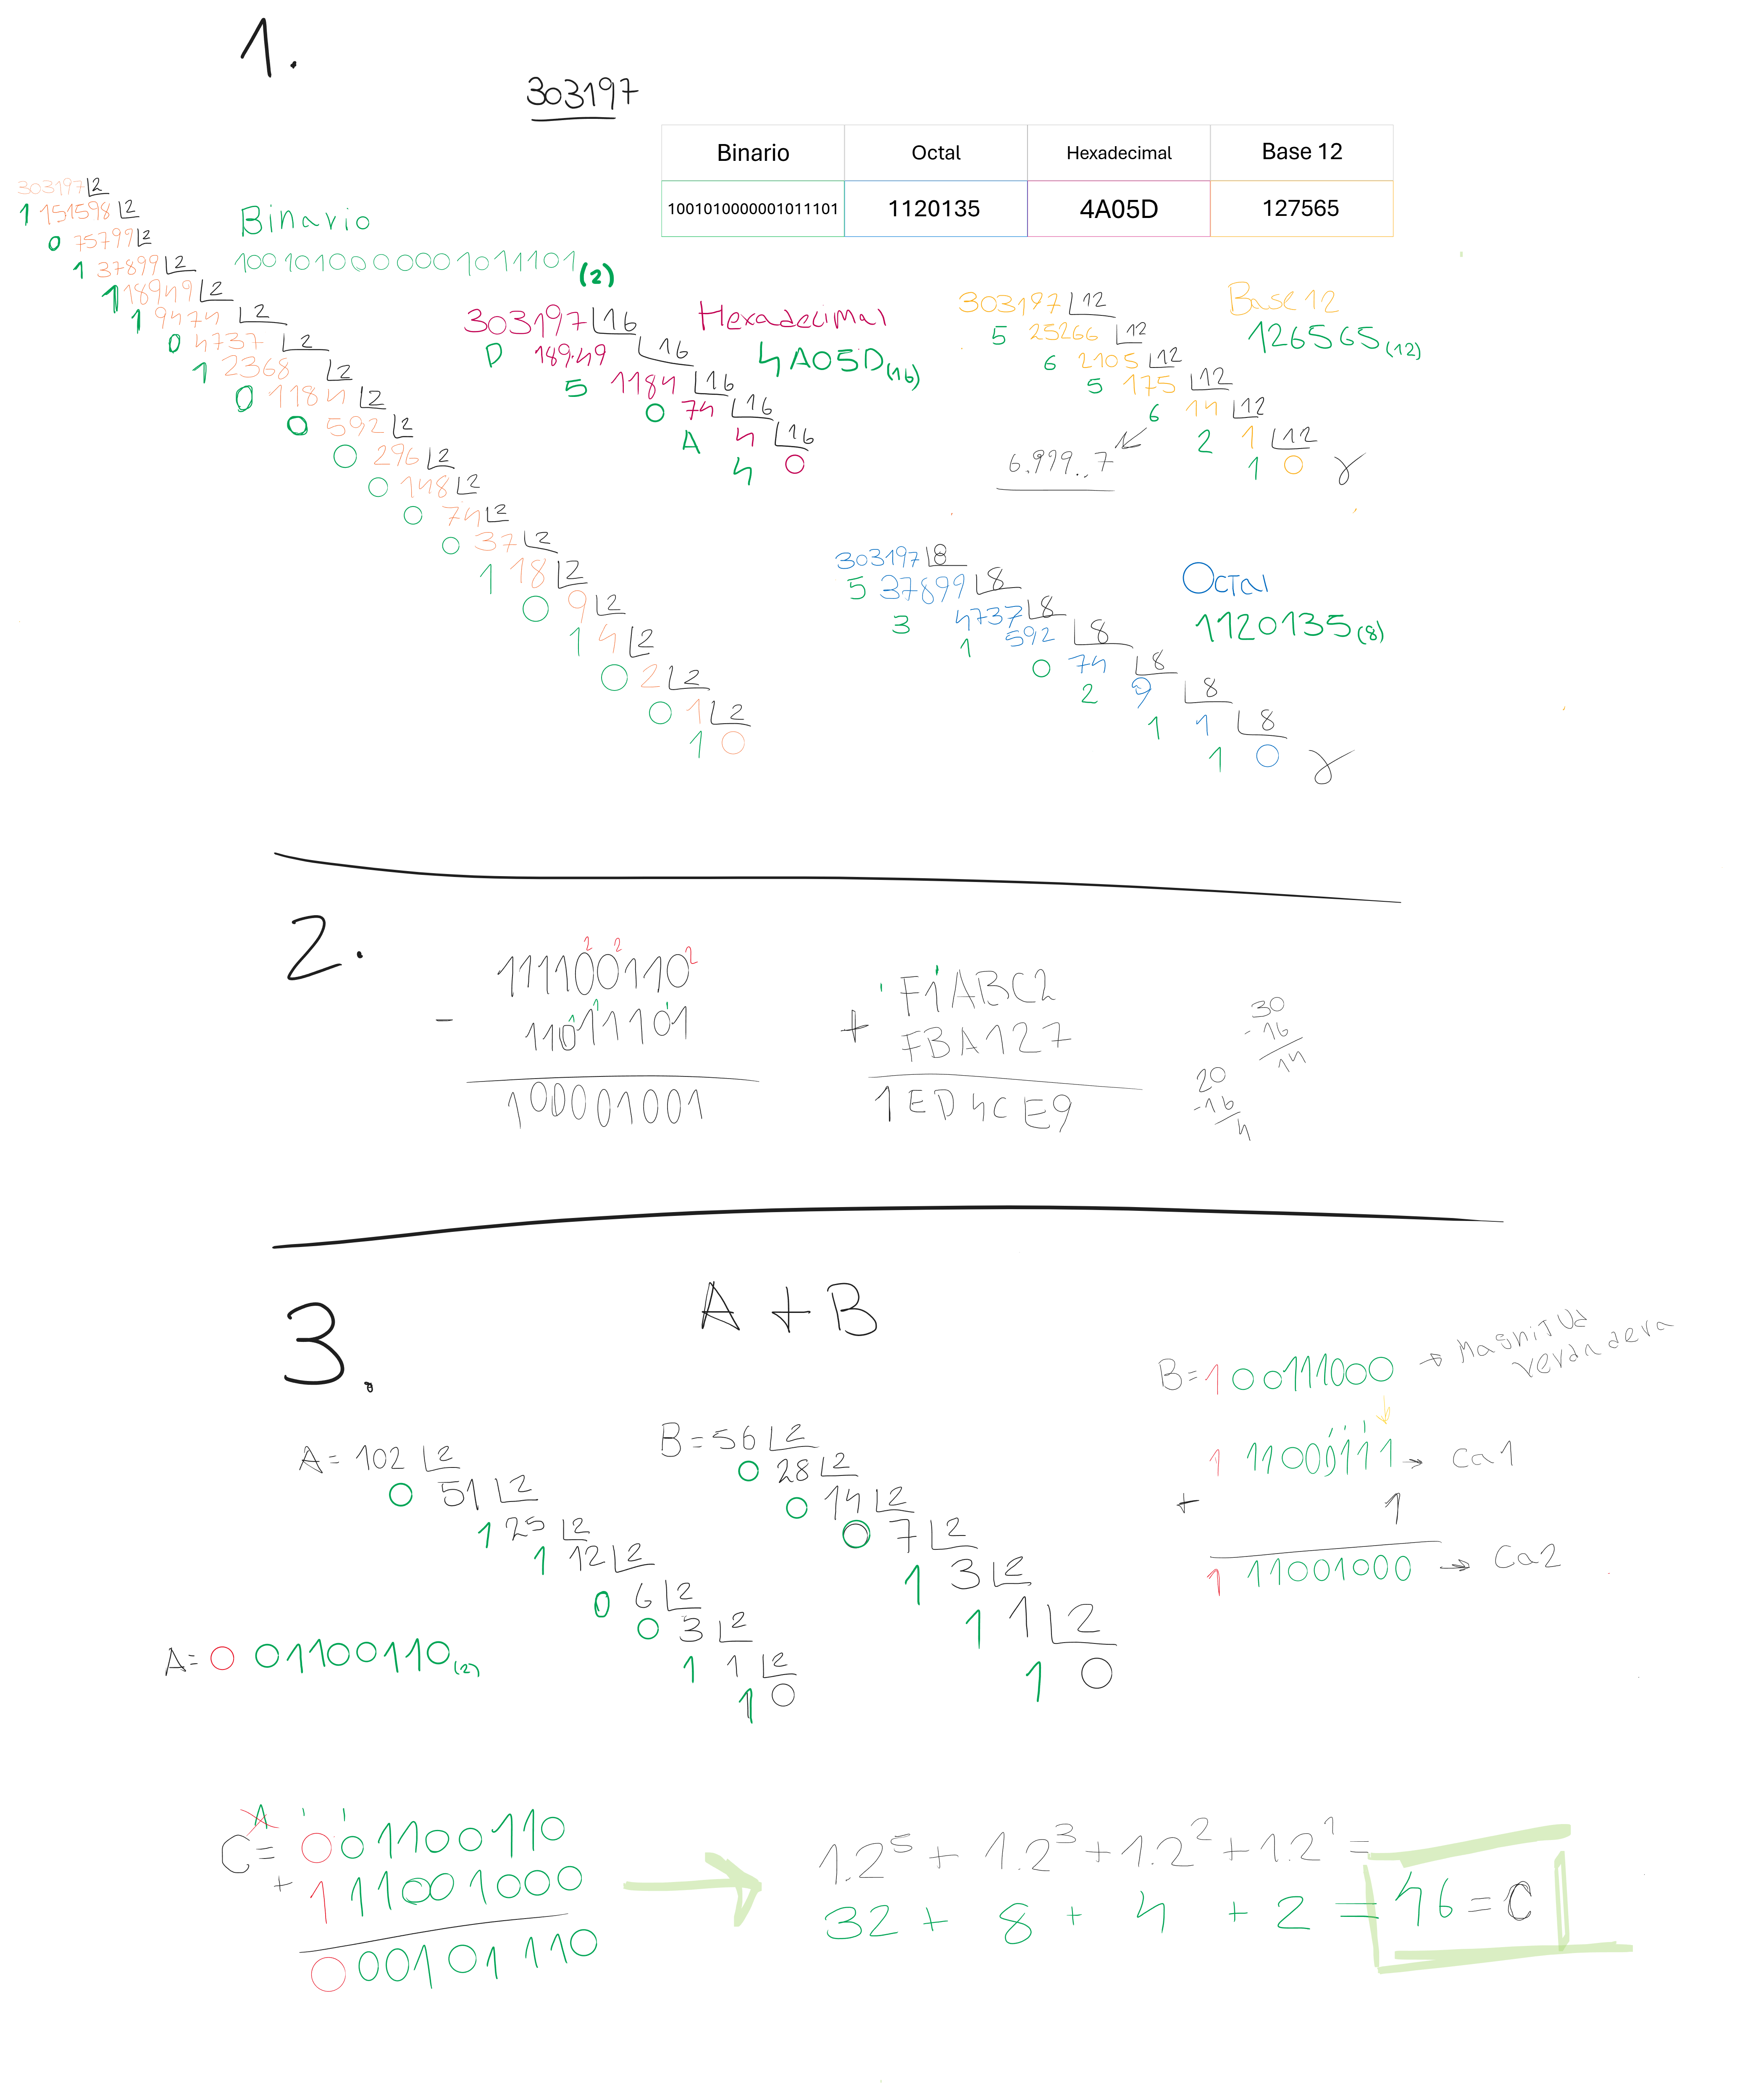 1.
303197
Binario Octal Hexadecimal Base 12
1001010000001011101 1120135 4A05D 127565
303197 2
1 151598 2
0 75799 2
1 37899 2
1 18949 2
1 9474 2
0 4737 2
1 2368 2
0 1184 2
0 592 2
0 296 2
0 148 2
0 74 2
0 37 2
1 18 2
0 9 2
1 4 2
0 2 2
0 1 2
1 0
Binario
1001010000001011101(2)
303197 16
D 18949 16
5 1184 16
0 74 16
A 4 16
4 0
Hexadecimal
4A05D(16)
303197 12
5 25266 12
6 2105 12
5 175 12
6 14 12
2 1 12
1 0
6.999..7
Base 12
126565(12)
303197 8
5 37899 8
3 4737 8
1 592 8
0 74 8
2 9 8
1 1 8
1 0
Octal
1120135(8)
2.
2 2 2
111100110
- 11011101
100001001
F1ABC2
+ FBA127
1ED4CE9
30
-16
14
20
-16
4
3.
A + B
A= 102 2
0 51 2
1 25 2
1 12 2
0 6 2
0 3 2
1 1 2
1 0
A= 0 01100110(2)
B=56 2
0 28 2
0 14 2
0 7 2
1 3 2
1 1 2
1 0
B=1 00111000 → Magnitud verdadera
1 11000111 → Ca1
+ 1
1 11001000 → Ca2
A
C= 0 01100110
+ 1 11001000
0 00101110
1.2⁵ + 1.2³ + 1.2² + 1.2¹ =
32 + 8 + 4 + 2 = 46 = C